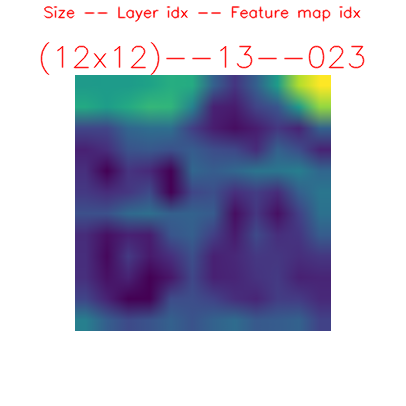 Size -- Layer idx -- Feature map idx
(12x12)--13--023